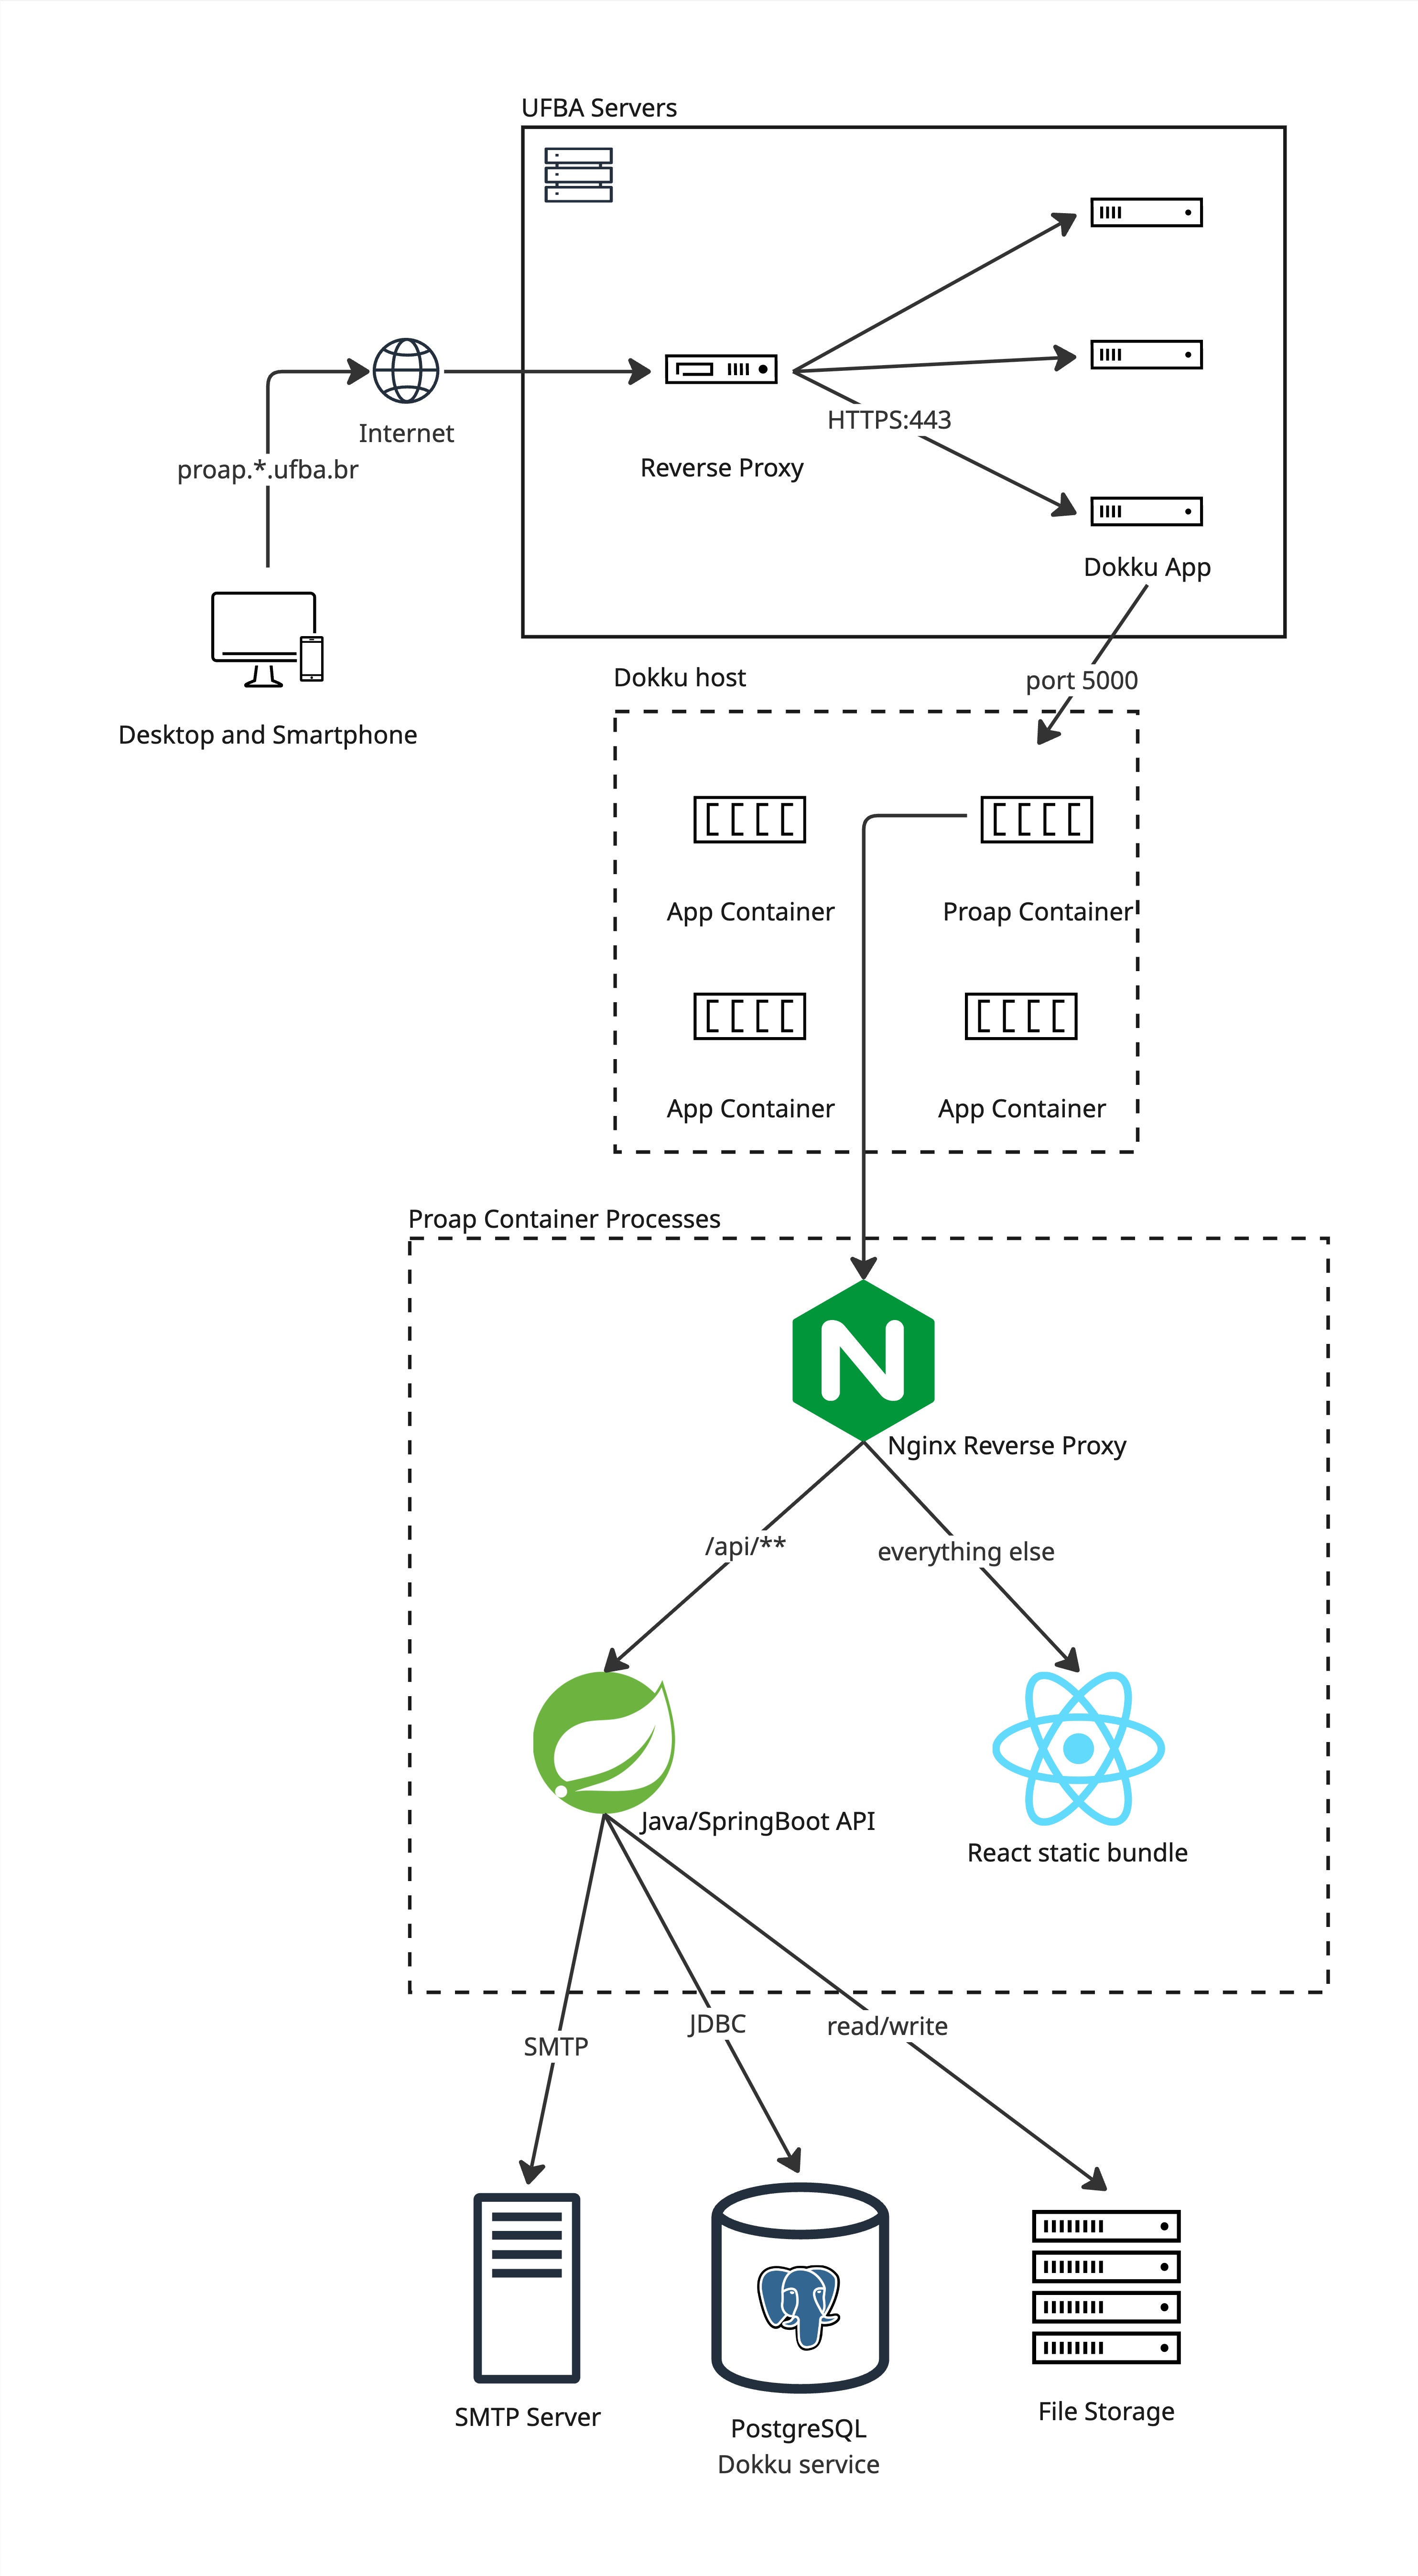 UFBA Servers
Internet
proap.*.ufba.br
HTTPS:443
Reverse Proxy
Dokku App
Desktop and Smartphone
Dokku host
port 5000
App Container
Proap Container
App Container
App Container
Proap Container Processes
N
Nginx Reverse Proxy
/api/**
everything else
Java/SpringBoot API
React static bundle
SMTP
JDBC
read/write
SMTP Server
PostgreSQL
Dokku service
File Storage